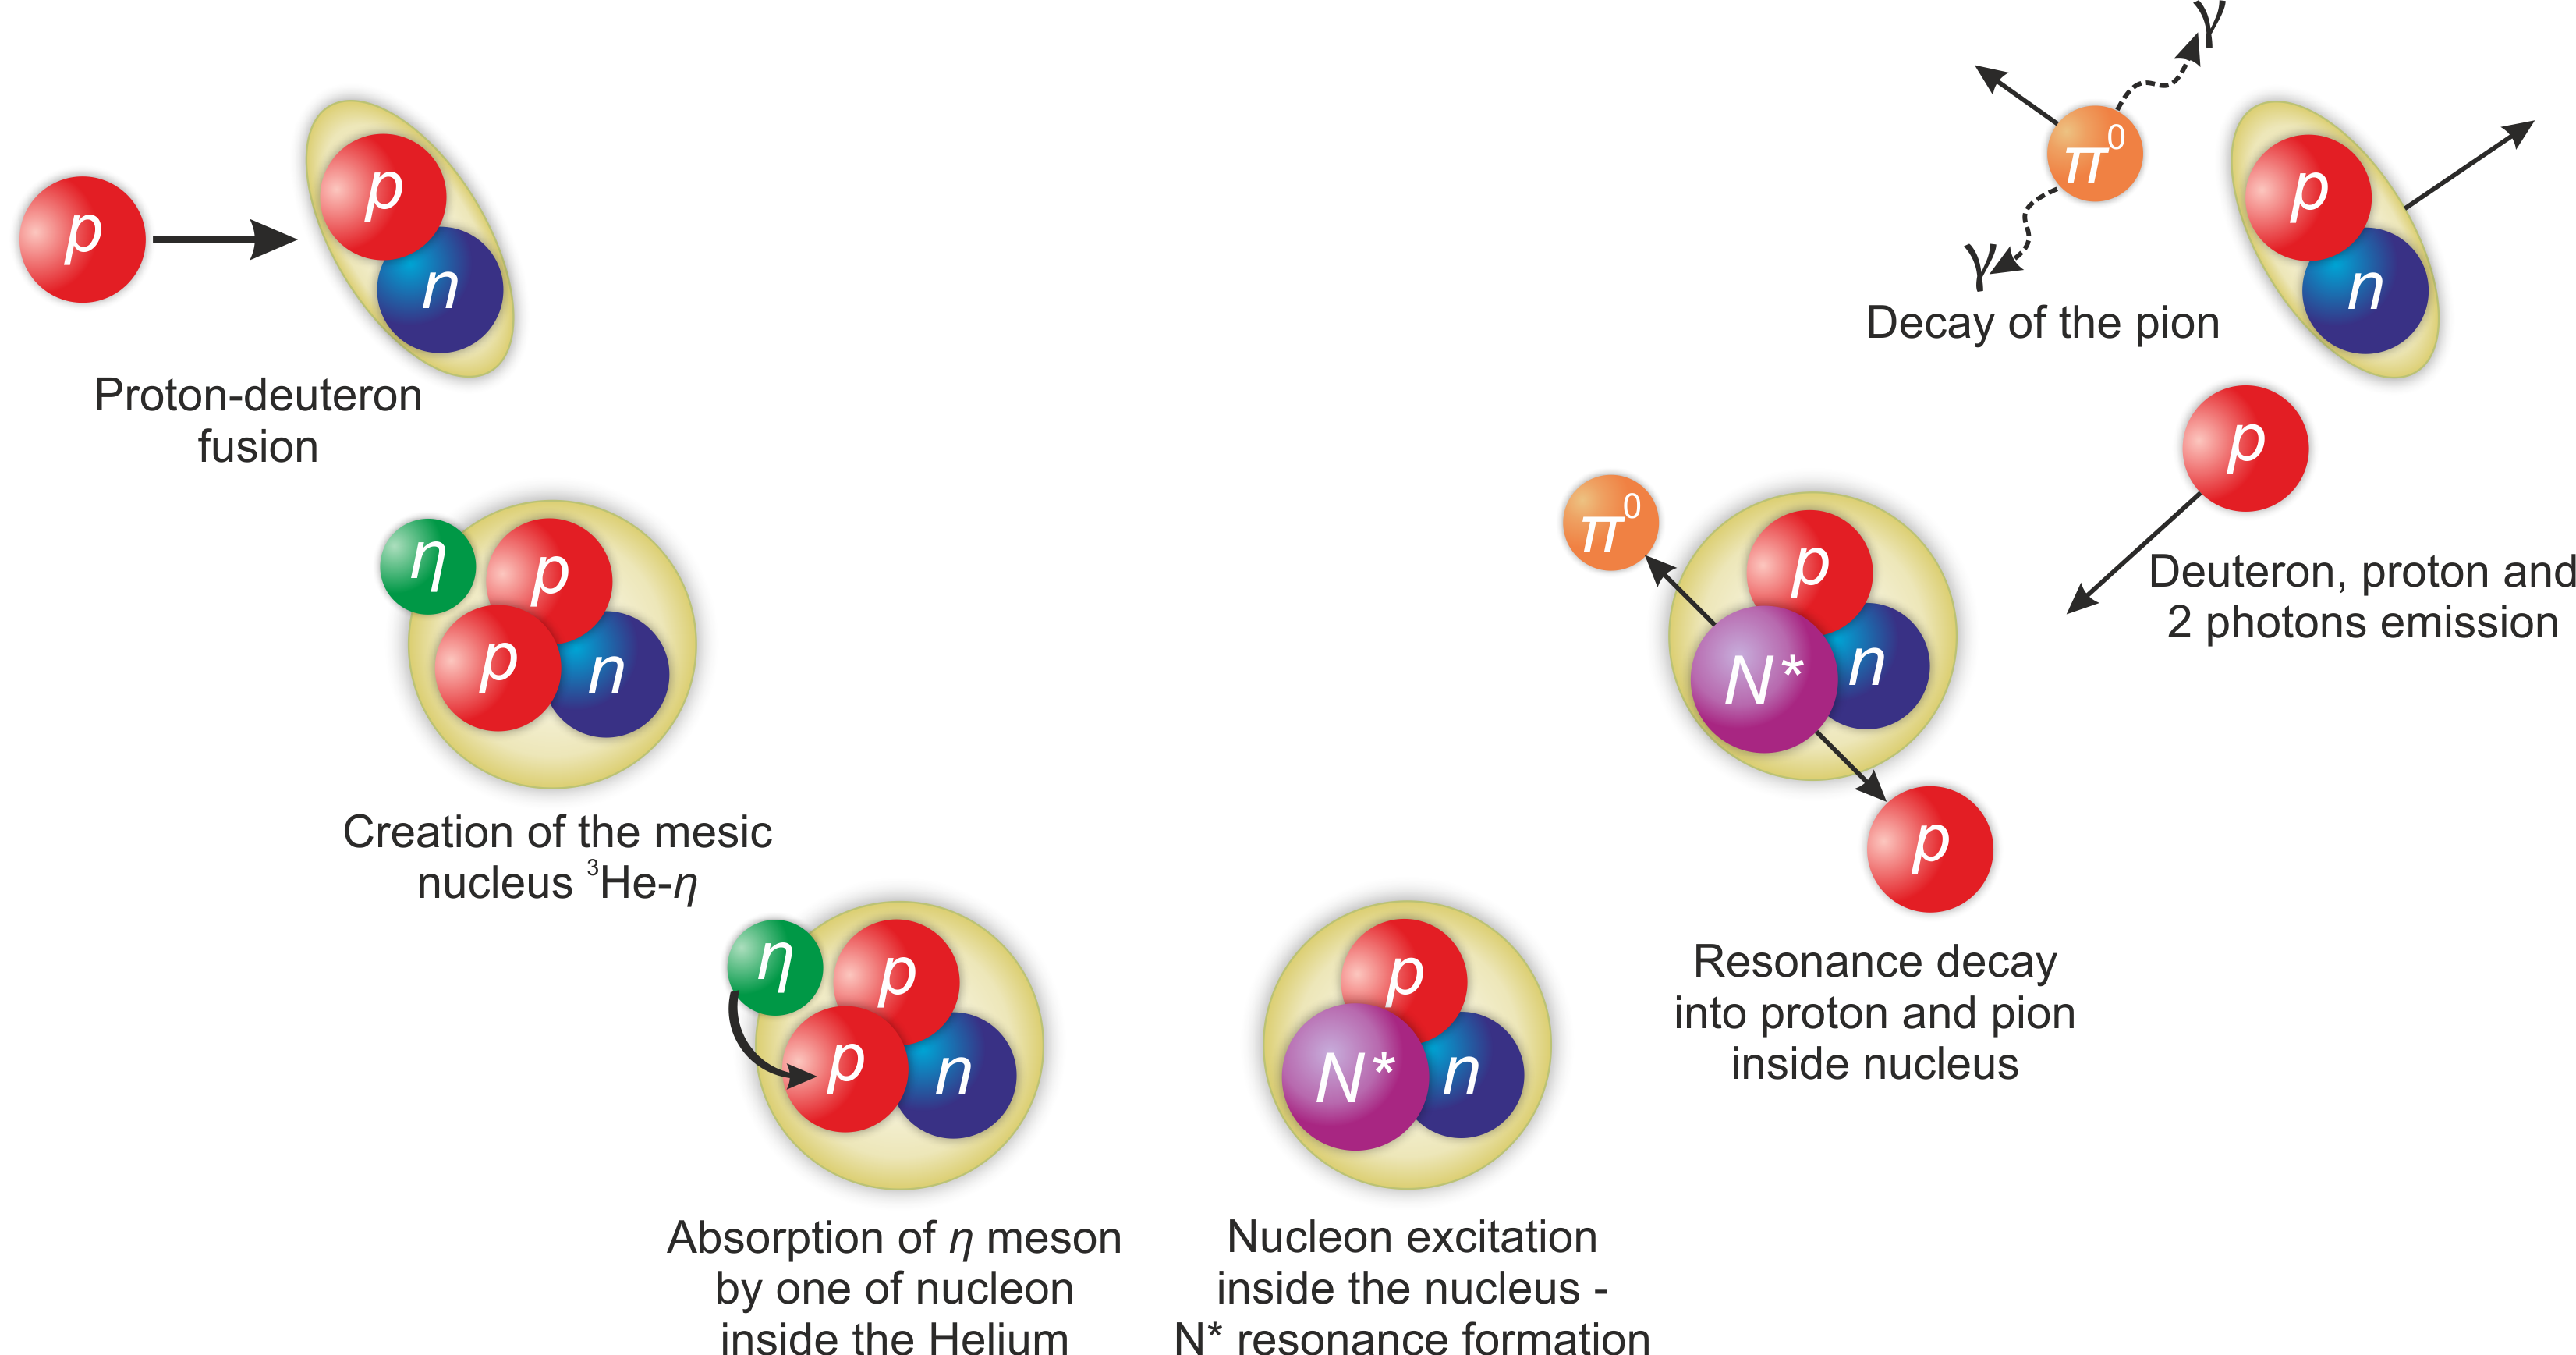 p
p
n
Proton-deuteron
fusion
η
p
p
n
Creation of the mesic
nucleus ³He-η
η
p
p
n
Absorption of η meson
by one of nucleon
inside the Helium
p
N*
n
Nucleon excitation
inside the nucleus -
N* resonance formation
π⁰
p
N*
n
p
Resonance decay
into proton and pion
inside nucleus
γ
π⁰
γ
Decay of the pion
p
n
p
Deuteron, proton and
2 photons emission